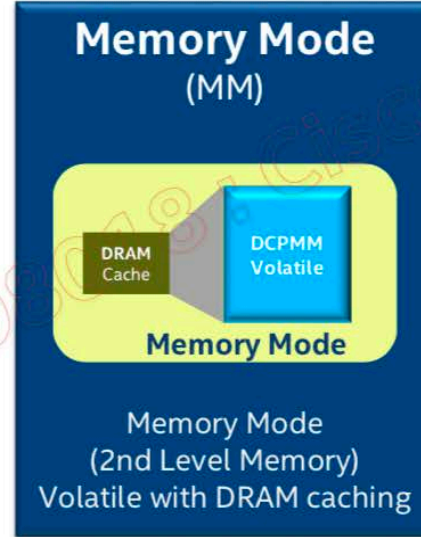 Memory Mode
(MM)
DRAM
Cache
DCPMM
Volatile
Memory Mode
Memory Mode
(2nd Level Memory)
Volatile with DRAM caching